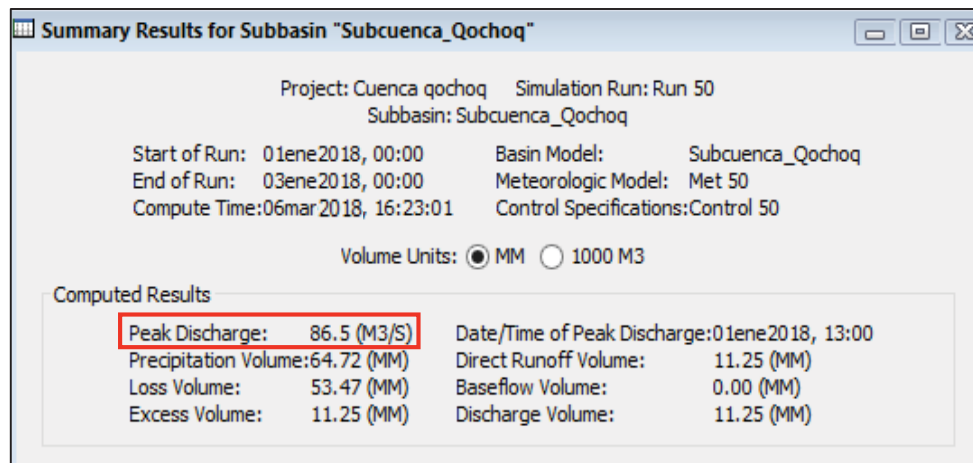 Summary Results for Subbasin "Subcuenca_Qochoq"
Project: Cuenca qochoq Simulation Run: Run 50
Subbasin: Subcuenca_Qochoq
Start of Run: 01ene2018, 00:00 Basin Model: Subcuenca_Qochoq
End of Run: 03ene2018, 00:00 Meteorologic Model: Met 50
Compute Time:06mar2018, 16:23:01 Control Specifications:Control 50
Volume Units: MM 1000 M3
Computed Results
Peak Discharge: 86.5 (M3/S) Date/Time of Peak Discharge:01ene2018, 13:00
Precipitation Volume:64.72 (MM) Direct Runoff Volume: 11.25 (MM)
Loss Volume: 53.47 (MM) Baseflow Volume: 0.00 (MM)
Excess Volume: 11.25 (MM) Discharge Volume: 11.25 (MM)